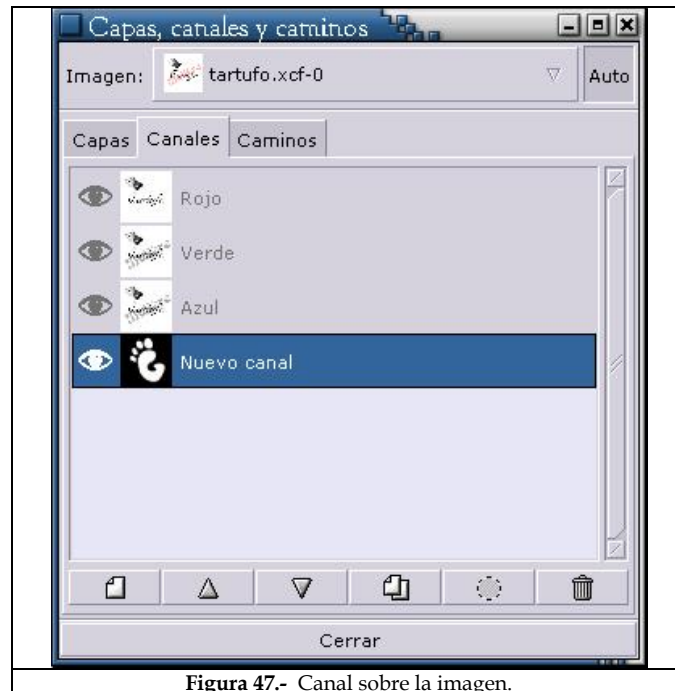 Capas, canales y caminos
Imagen: tartufo.xcf-0 Auto
Capas Canales Caminos
Rojo
Verde
Azul
Nuevo canal
Cerrar
Figura 47.- Canal sobre la imagen.